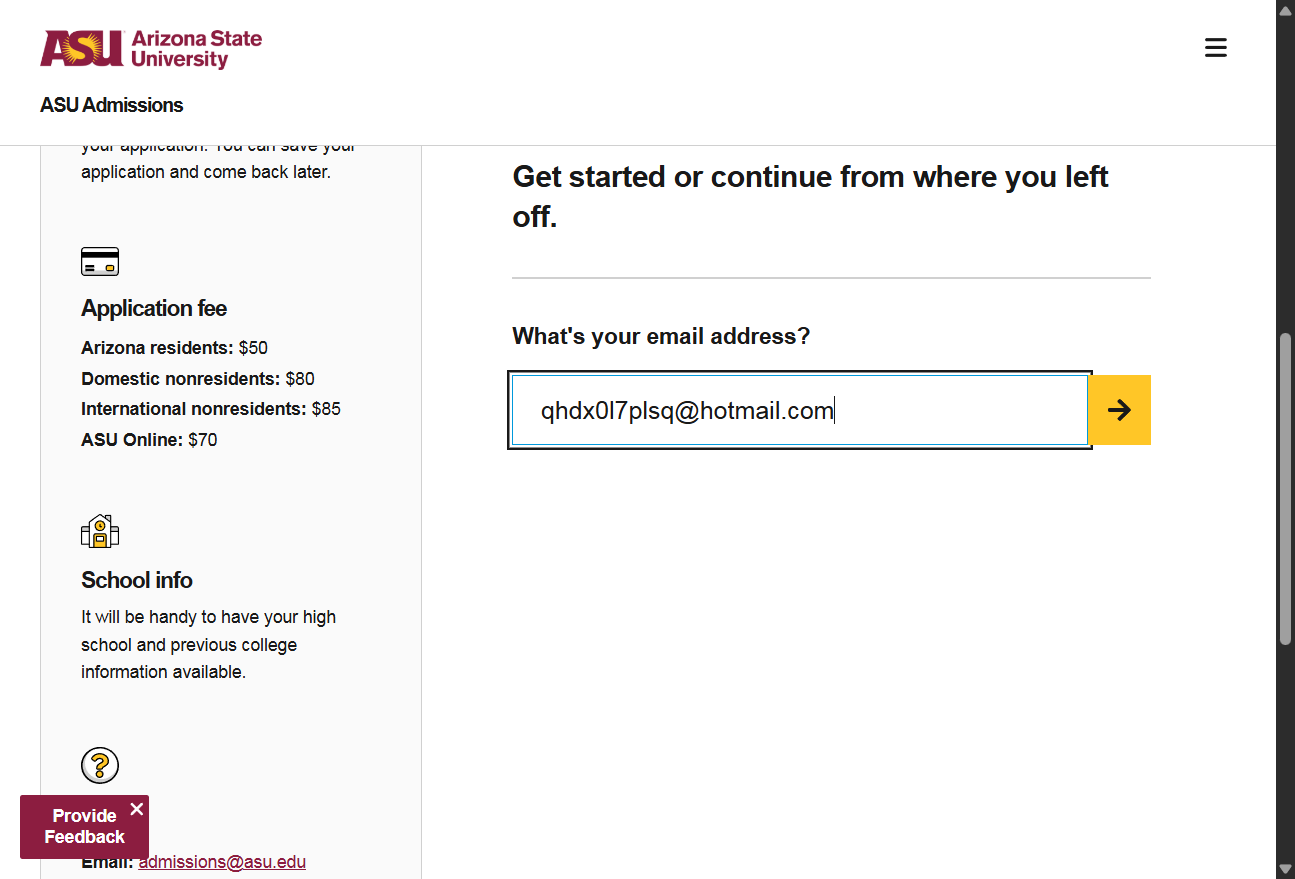 ASU Arizona State
University
ASU Admissions
your application. You can save your
application and come back later.
Application fee
Arizona residents: $50
Domestic nonresidents: $80
International nonresidents: $85
ASU Online: $70
School info
It will be handy to have your high
school and previous college
information available.
Provide
Feedback
Email: admissions@asu.edu
Get started or continue from where you left
off.
What's your email address?
qhdx0l7plsq@hotmail.com